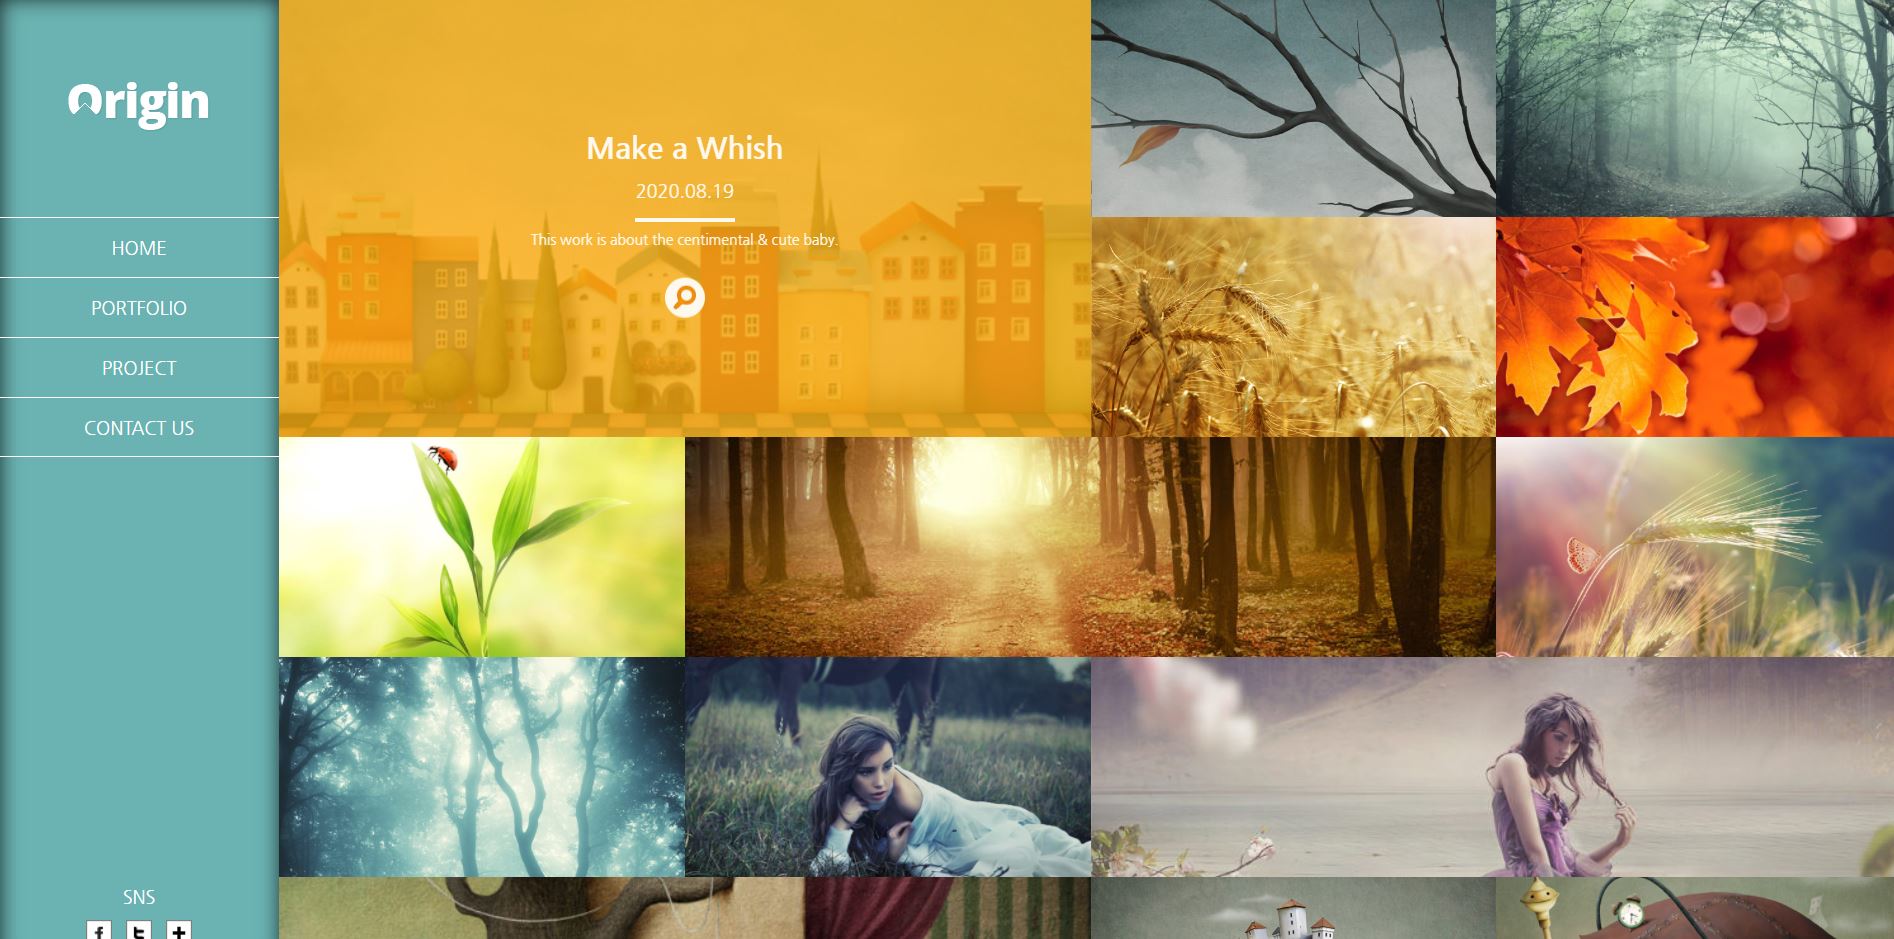 Origin
HOME
PORTFOLIO
PROJECT
CONTACT US
SNS
Make a Whish
2020.08.19
This work is about the centimental & cute baby.